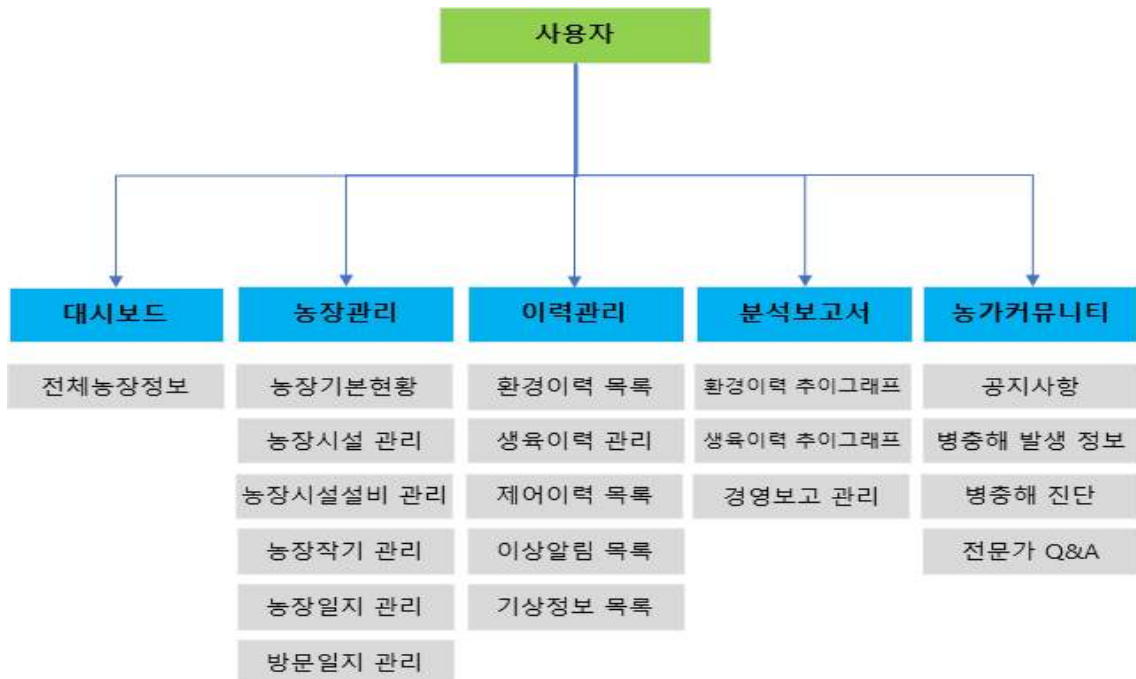 사용자
대시보드
전체농장정보
농장관리
농장기본현황
농장시설 관리
농장시설설비 관리
농장작기 관리
농장일지 관리
방문일지 관리
이력관리
환경이력 목록
생육이력 관리
제어이력 목록
이상알림 목록
기상정보 목록
분석보고서
환경이력 추이그래프
생육이력 추이그래프
경영보고 관리
농가커뮤니티
공지사항
병충해 발생 정보
병충해 진단
전문가 Q&A